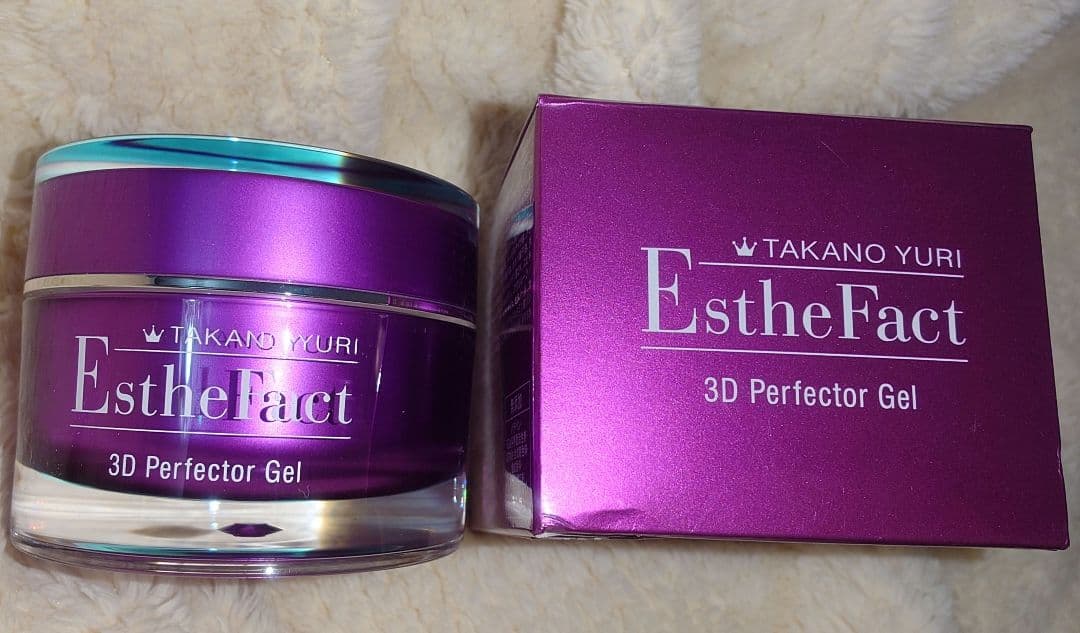 TAKANO YURI
EstheFact
3D Perfector Gel
TAKANO YURI
EstheFact
3D Perfector Gel